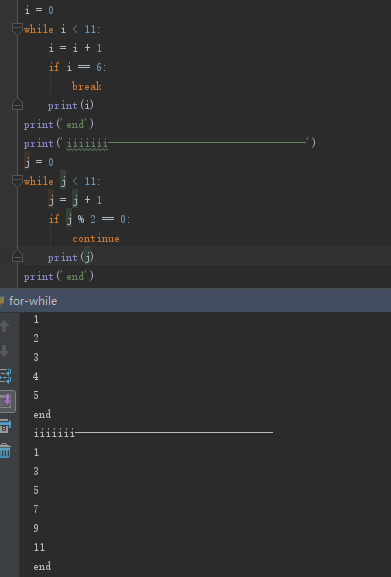 i = 0
while i < 11:
    i = i + 1
    if i == 6:
        break
    print(i)
print('end')
print('iiiiiii—————————————————')
j = 0
while j < 11:
    j = j + 1
    if j % 2 == 0:
        continue
    print(j)
print('end')
for-while
1
2
3
4
5
end
iiiiiii—————————————————
1
3
5
7
9
11
end